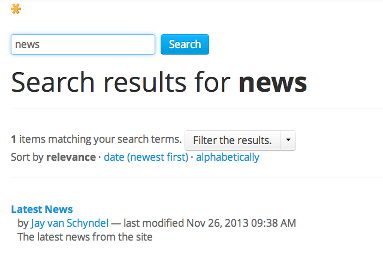 news Search
Search results for news
1 items matching your search terms. Filter the results.
Sort by relevance · date (newest first) · alphabetically
Latest News
by Jay van Schyndel — last modified Nov 26, 2013 09:38 AM
The latest news from the site